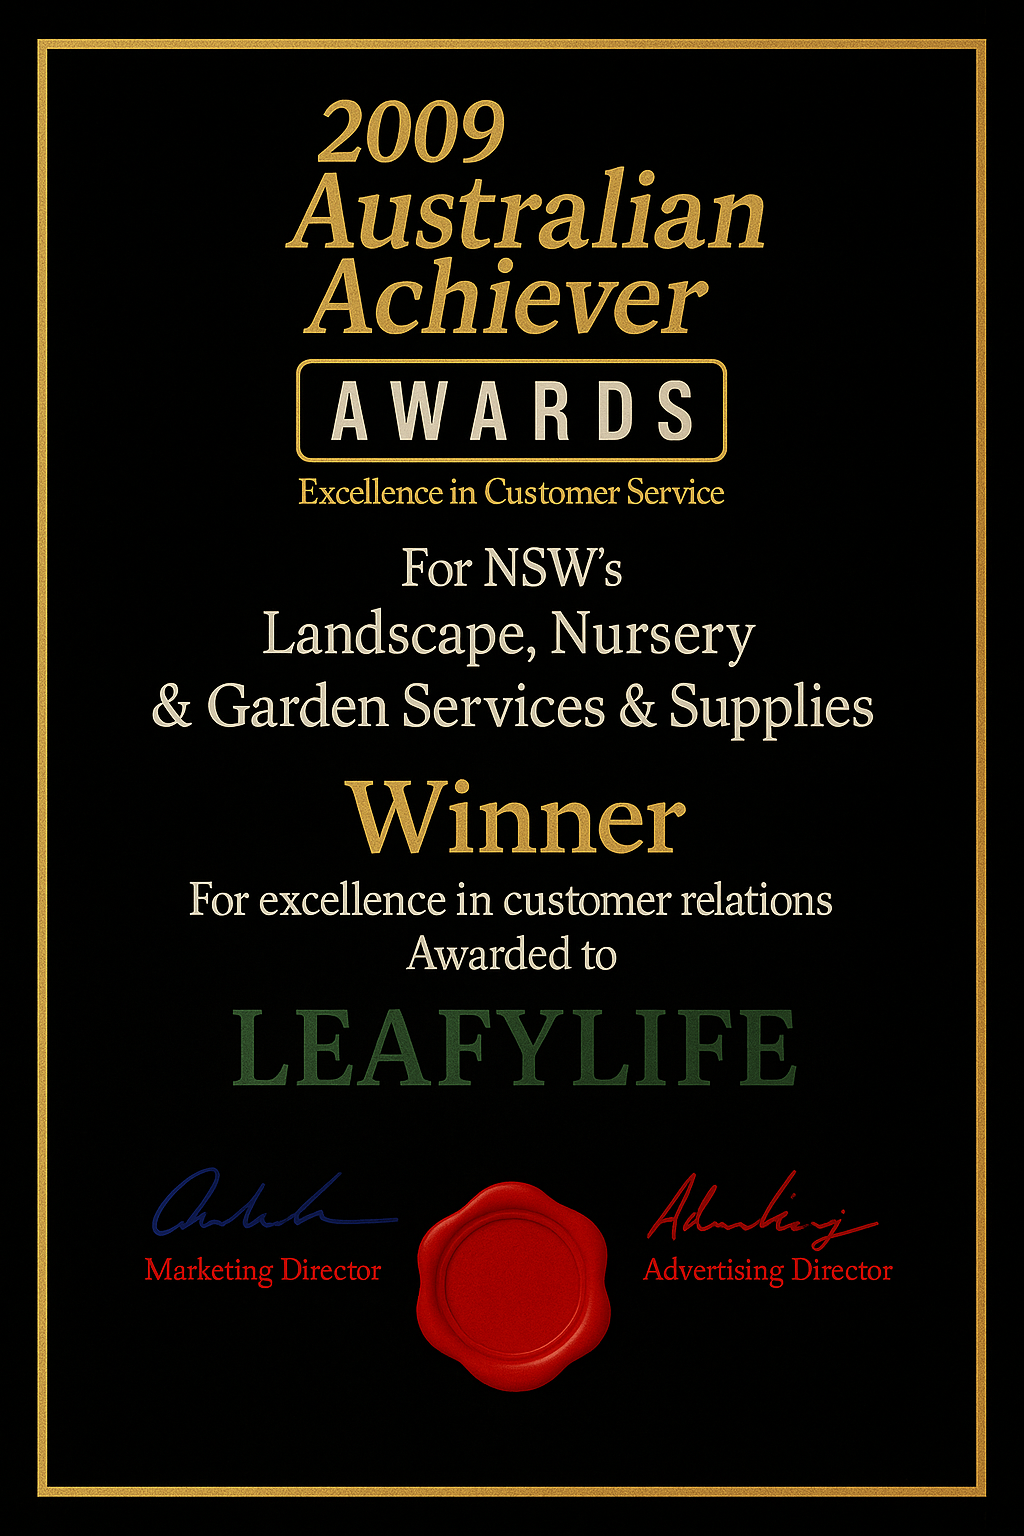 2009
Australian
Achiever
AWARDS
Excellence in Customer Service
For NSW's
Landscape, Nursery
& Garden Services & Supplies
Winner
For excellence in customer relations
Awarded to
LEAFYLIFE
Marketing Director
Advertising Director